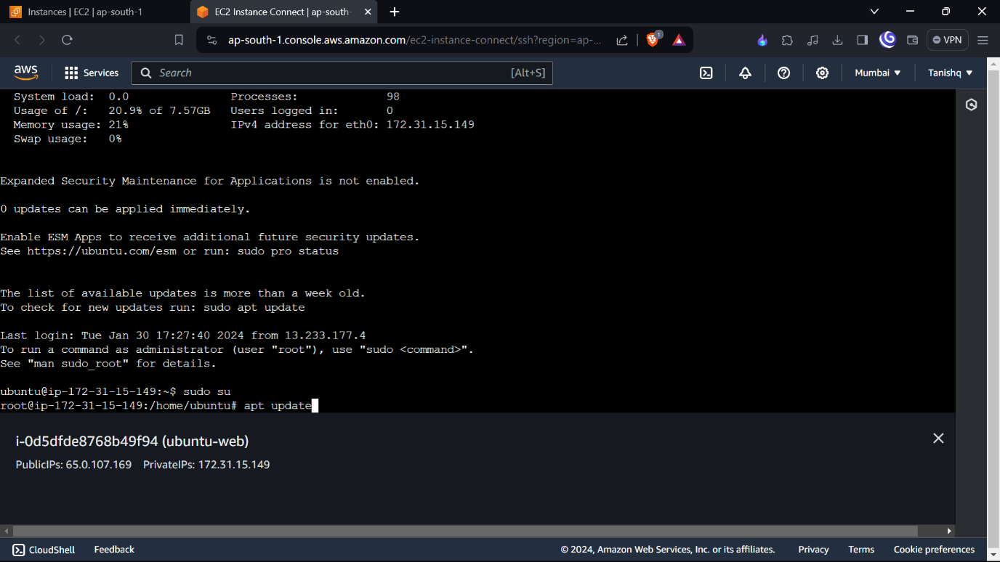 Instances | EC2 | ap-south-1
EC2 Instance Connect | ap-south-
ap-south-1.console.aws.amazon.com/ec2-instance-connect/ssh?region=ap-...
1
VPN
aws
Services
Search
[Alt+S]
Mumbai
Tanishq
System load: 0.0 Processes: 98
Usage of /: 20.9% of 7.57GB Users logged in: 0
Memory usage: 21% IPv4 address for eth0: 172.31.15.149
Swap usage: 0%
Expanded Security Maintenance for Applications is not enabled.
0 updates can be applied immediately.
Enable ESM Apps to receive additional future security updates.
See https://ubuntu.com/esm or run: sudo pro status
The list of available updates is more than a week old.
To check for new updates run: sudo apt update
Last login: Tue Jan 30 17:27:40 2024 from 13.233.177.4
To run a command as administrator (user "root"), use "sudo <command>".
See "man sudo_root" for details.
ubuntu@ip-172-31-15-149:~$ sudo su
root@ip-172-31-15-149:/home/ubuntu# apt update
i-0d5dfde8768b49f94 (ubuntu-web)
PublicIPs: 65.0.107.169 PrivateIPs: 172.31.15.149
CloudShell
Feedback
© 2024, Amazon Web Services, Inc. or its affiliates.
Privacy
Terms
Cookie preferences